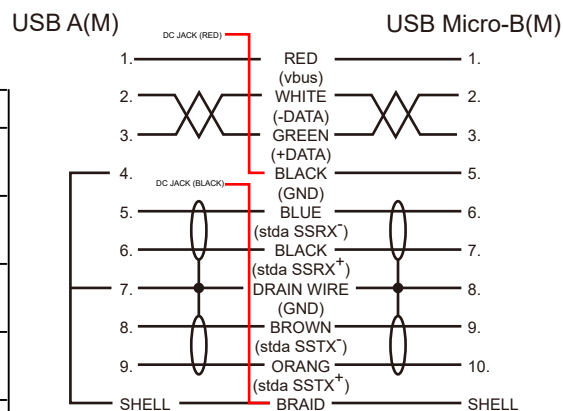 USB A(M)
USB Micro-B(M)
DC JACK (RED)
1. RED 1.
(vbus)
2. WHITE 2.
(-DATA)
3. GREEN 3.
(+DATA)
4. BLACK 5.
DC JACK (BLACK)
(GND)
5. BLUE 6.
(stda SSRX-)
6. BLACK 7.
(stda SSRX+)
7. DRAIN WIRE 8.
(GND)
8. BROWN 9.
(stda SSTX-)
9. ORANG 10.
(stda SSTX+)
SHELL BRAID SHELL